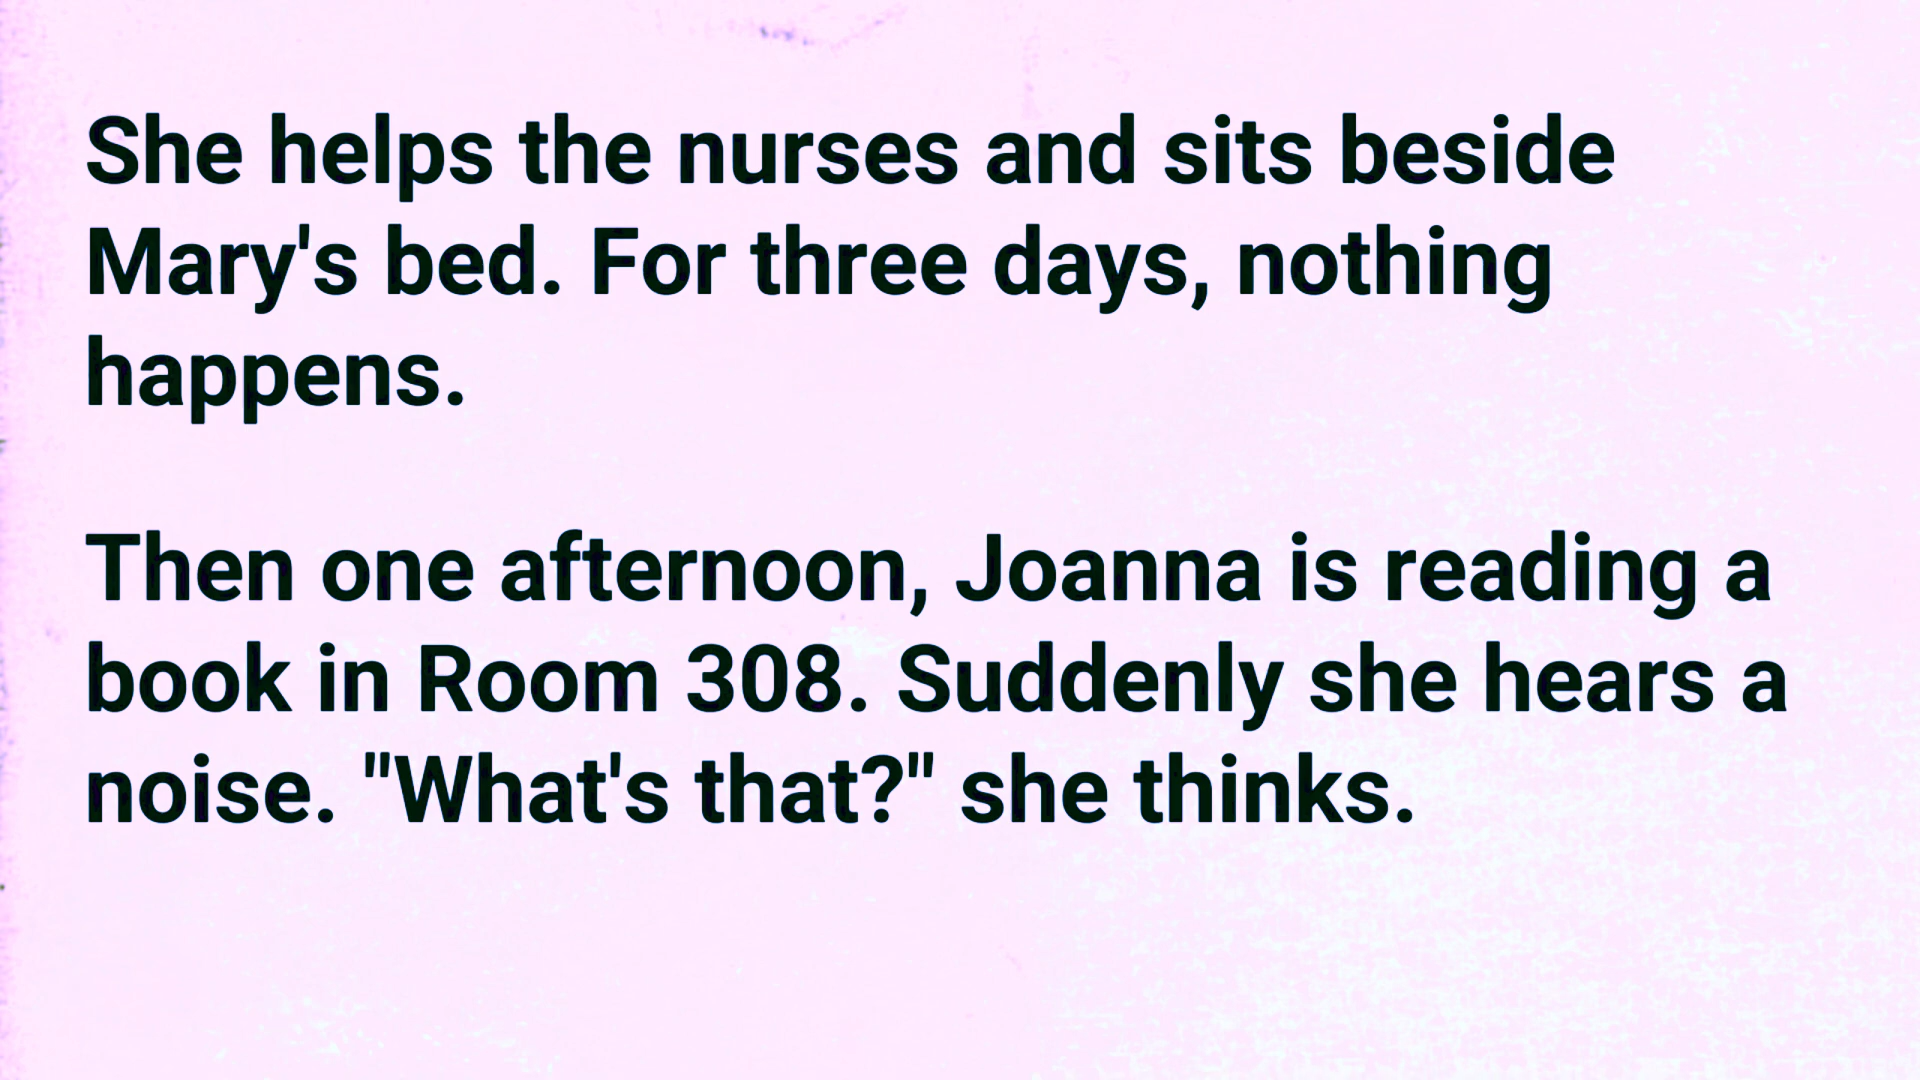 She helps the nurses and sits beside
Mary's bed. For three days, nothing
happens.
Then one afternoon, Joanna is reading a
book in Room 308. Suddenly she hears a
noise. "What's that?" she thinks.